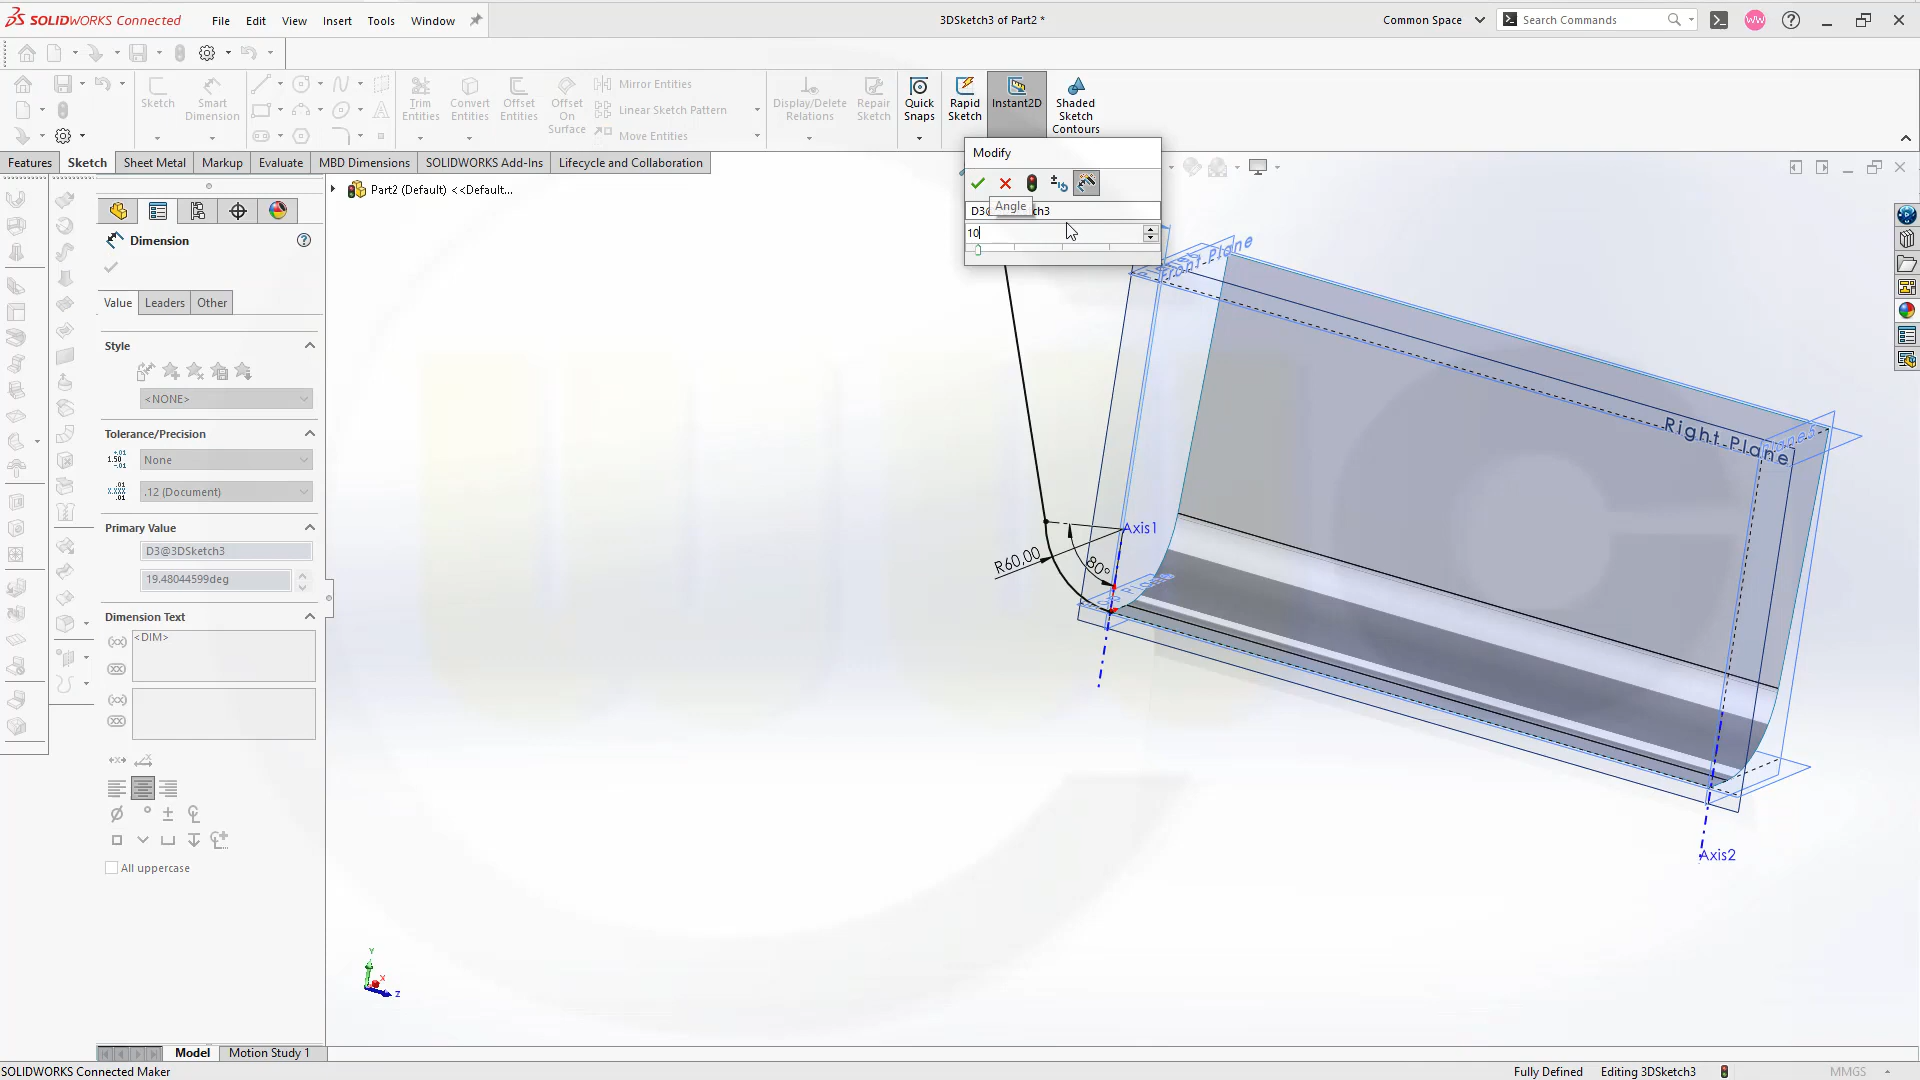 SOLIDWORKS Connected
File Edit View Insert Tools Window
3DSketch3 of Part2 *
Common Space
Search Commands
WW
Sketch
Smart Dimension
Trim Entities
Convert Entities
Offset Entities
Offset On Surface
Mirror Entities
Linear Sketch Pattern
Move Entities
Display/Delete Relations
Repair Sketch
Quick Snaps
Rapid Sketch
Instant2D
Shaded Sketch Contours
Features Sketch Sheet Metal Markup Evaluate MBD Dimensions SOLIDWORKS Add-Ins Lifecycle and Collaboration
Modify
Angle
10
Part2 (Default) <<Default...
Dimension
Value Leaders Other
Style
<NONE>
Tolerance/Precision
None
.12 (Document)
Primary Value
D3@3DSketch3
19.48044599deg
Dimension Text
<DIM>
All uppercase
Front Plane
Right Plane
Axis1
R60.00
80°
Axis2
Y
X
Z
Model Motion Study 1
SOLIDWORKS Connected Maker
Fully Defined
Editing 3DSketch3
MMGS